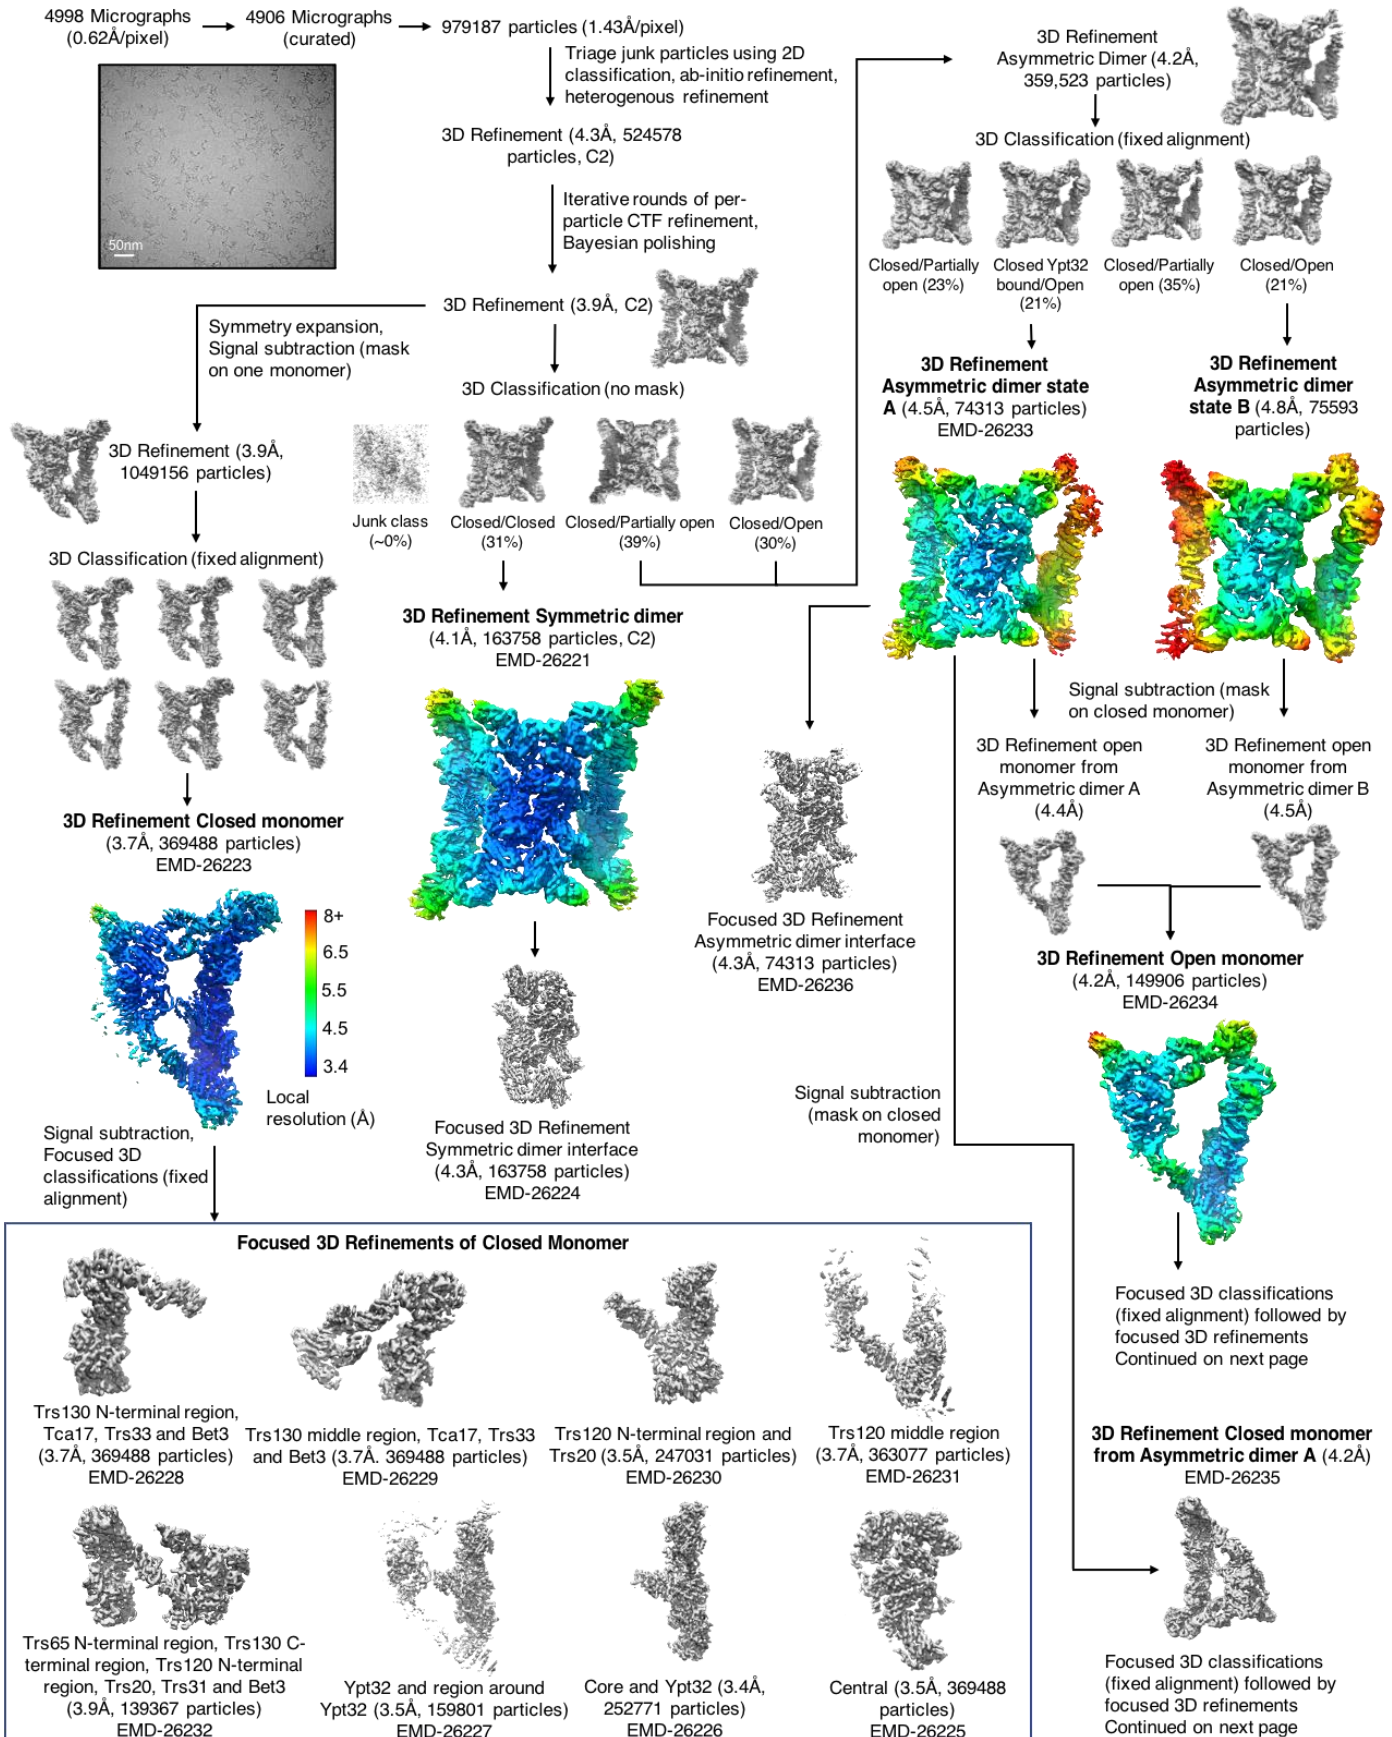 4998 Micrographs
(0.62Å/pixel)
4906 Micrographs
(curated)
979187 particles (1.43Å/pixel)
Triage junk particles using 2D
classification, ab-initio refinement,
heterogenous refinement
50nm
3D Refinement (4.3Å, 524578
particles, C2)
Iterative rounds of per-
particle CTF refinement,
Bayesian polishing
3D Refinement (3.9Å, C2)
Symmetry expansion,
Signal subtraction (mask
on one monomer)
3D Refinement (3.9Å,
1049156 particles)
3D Classification (fixed alignment)
3D Refinement Closed monomer
(3.7Å, 369488 particles)
EMD-26223
8+
6.5
5.5
4.5
3.4
Local
resolution (Å)
Signal subtraction,
Focused 3D
classifications (fixed
alignment)
3D Classification (no mask)
Junk class
(~0%)
Closed/Closed
(31%)
Closed/Partially open
(39%)
Closed/Open
(30%)
3D Refinement Symmetric dimer
(4.1Å, 163758 particles, C2)
EMD-26221
Focused 3D Refinement
Symmetric dimer interface
(4.3Å, 163758 particles)
EMD-26224
3D Refinement
Asymmetric Dimer (4.2Å,
359,523 particles)
3D Classification (fixed alignment)
Closed/Partially
open (23%)
Closed Ypt32
bound/Open
(21%)
Closed/Partially
open (35%)
Closed/Open
(21%)
3D Refinement
Asymmetric dimer state
A (4.5Å, 74313 particles)
EMD-26233
3D Refinement
Asymmetric dimer
state B (4.8Å, 75593
particles)
Signal subtraction (mask
on closed monomer)
3D Refinement open
monomer from
Asymmetric dimer A
(4.4Å)
3D Refinement open
monomer from
Asymmetric dimer B
(4.5Å)
Focused 3D Refinement
Asymmetric dimer interface
(4.3Å, 74313 particles)
EMD-26236
3D Refinement Open monomer
(4.2Å, 149906 particles)
EMD-26234
Signal subtraction
(mask on closed
monomer)
Focused 3D classifications
(fixed alignment) followed by
focused 3D refinements
Continued on next page
3D Refinement Closed monomer
from Asymmetric dimer A (4.2Å)
EMD-26235
Focused 3D classifications
(fixed alignment) followed by
focused 3D refinements
Continued on next page
Focused 3D Refinements of Closed Monomer
Trs130 N-terminal region,
Tca17, Trs33 and Bet3
(3.7Å, 369488 particles)
EMD-26228
Trs130 middle region, Tca17, Trs33
and Bet3 (3.7Å. 369488 particles)
EMD-26229
Trs120 N-terminal region and
Trs20 (3.5Å, 247031 particles)
EMD-26230
Trs120 middle region
(3.7Å, 363077 particles)
EMD-26231
Trs65 N-terminal region, Trs130 C-
terminal region, Trs120 N-terminal
region, Trs20, Trs31 and Bet3
(3.9Å, 139367 particles)
EMD-26232
Ypt32 and region around
Ypt32 (3.5Å, 159801 particles)
EMD-26227
Core and Ypt32 (3.4Å,
252771 particles)
EMD-26226
Central (3.5Å, 369488
particles)
EMD-26225